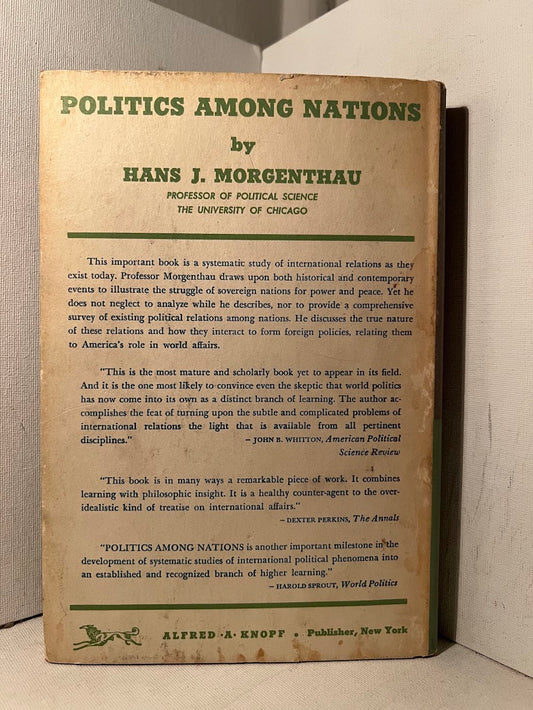 POLITICS AMONG NATIONS
by
HANS J. MORGENTHAU
PROFESSOR OF POLITICAL SCIENCE
THE UNIVERSITY OF CHICAGO
This important book is a systematic study of international relations as they
exist today. Professor Morgenthau draws upon both historical and contemporary
events to illustrate the struggle of sovereign nations for power and peace. Yet he
does not neglect to analyze while he describes, nor to provide a comprehensive
survey of existing political relations among nations. He discusses the true nature
of these relations and how they interact to form foreign policies, relating them
to America's role in world affairs.
"This is the most mature and scholarly book yet to appear in its field.
And it is the one most likely to convince even the skeptic that world politics
has now come into its own as a distinct branch of learning. The author ac-
complishes the feat of turning upon the subtle and complicated problems of
international relations the light that is available from all pertinent
disciplines." – JOHN B. WHITTON, American Political
Science Review
"This book is in many ways a remarkable piece of work. It combines
learning with philosophic insight. It is a healthy counter-agent to the over-
idealistic kind of treatise on international affairs."
– DEXTER PERKINS, The Annals
"POLITICS AMONG NATIONS is another important milestone in the
development of systematic studies of international political phenomena into
an established and recognized branch of higher learning."
– HAROLD SPROUT, World Politics
ALFRED · A · KNOPF • Publisher, New York